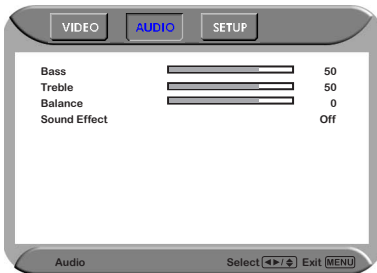 VIDEO AUDIO SETUP
Bass 50
Treble 50
Balance 0
Sound Effect Off
Audio Select ◄►/♦ Exit MENU